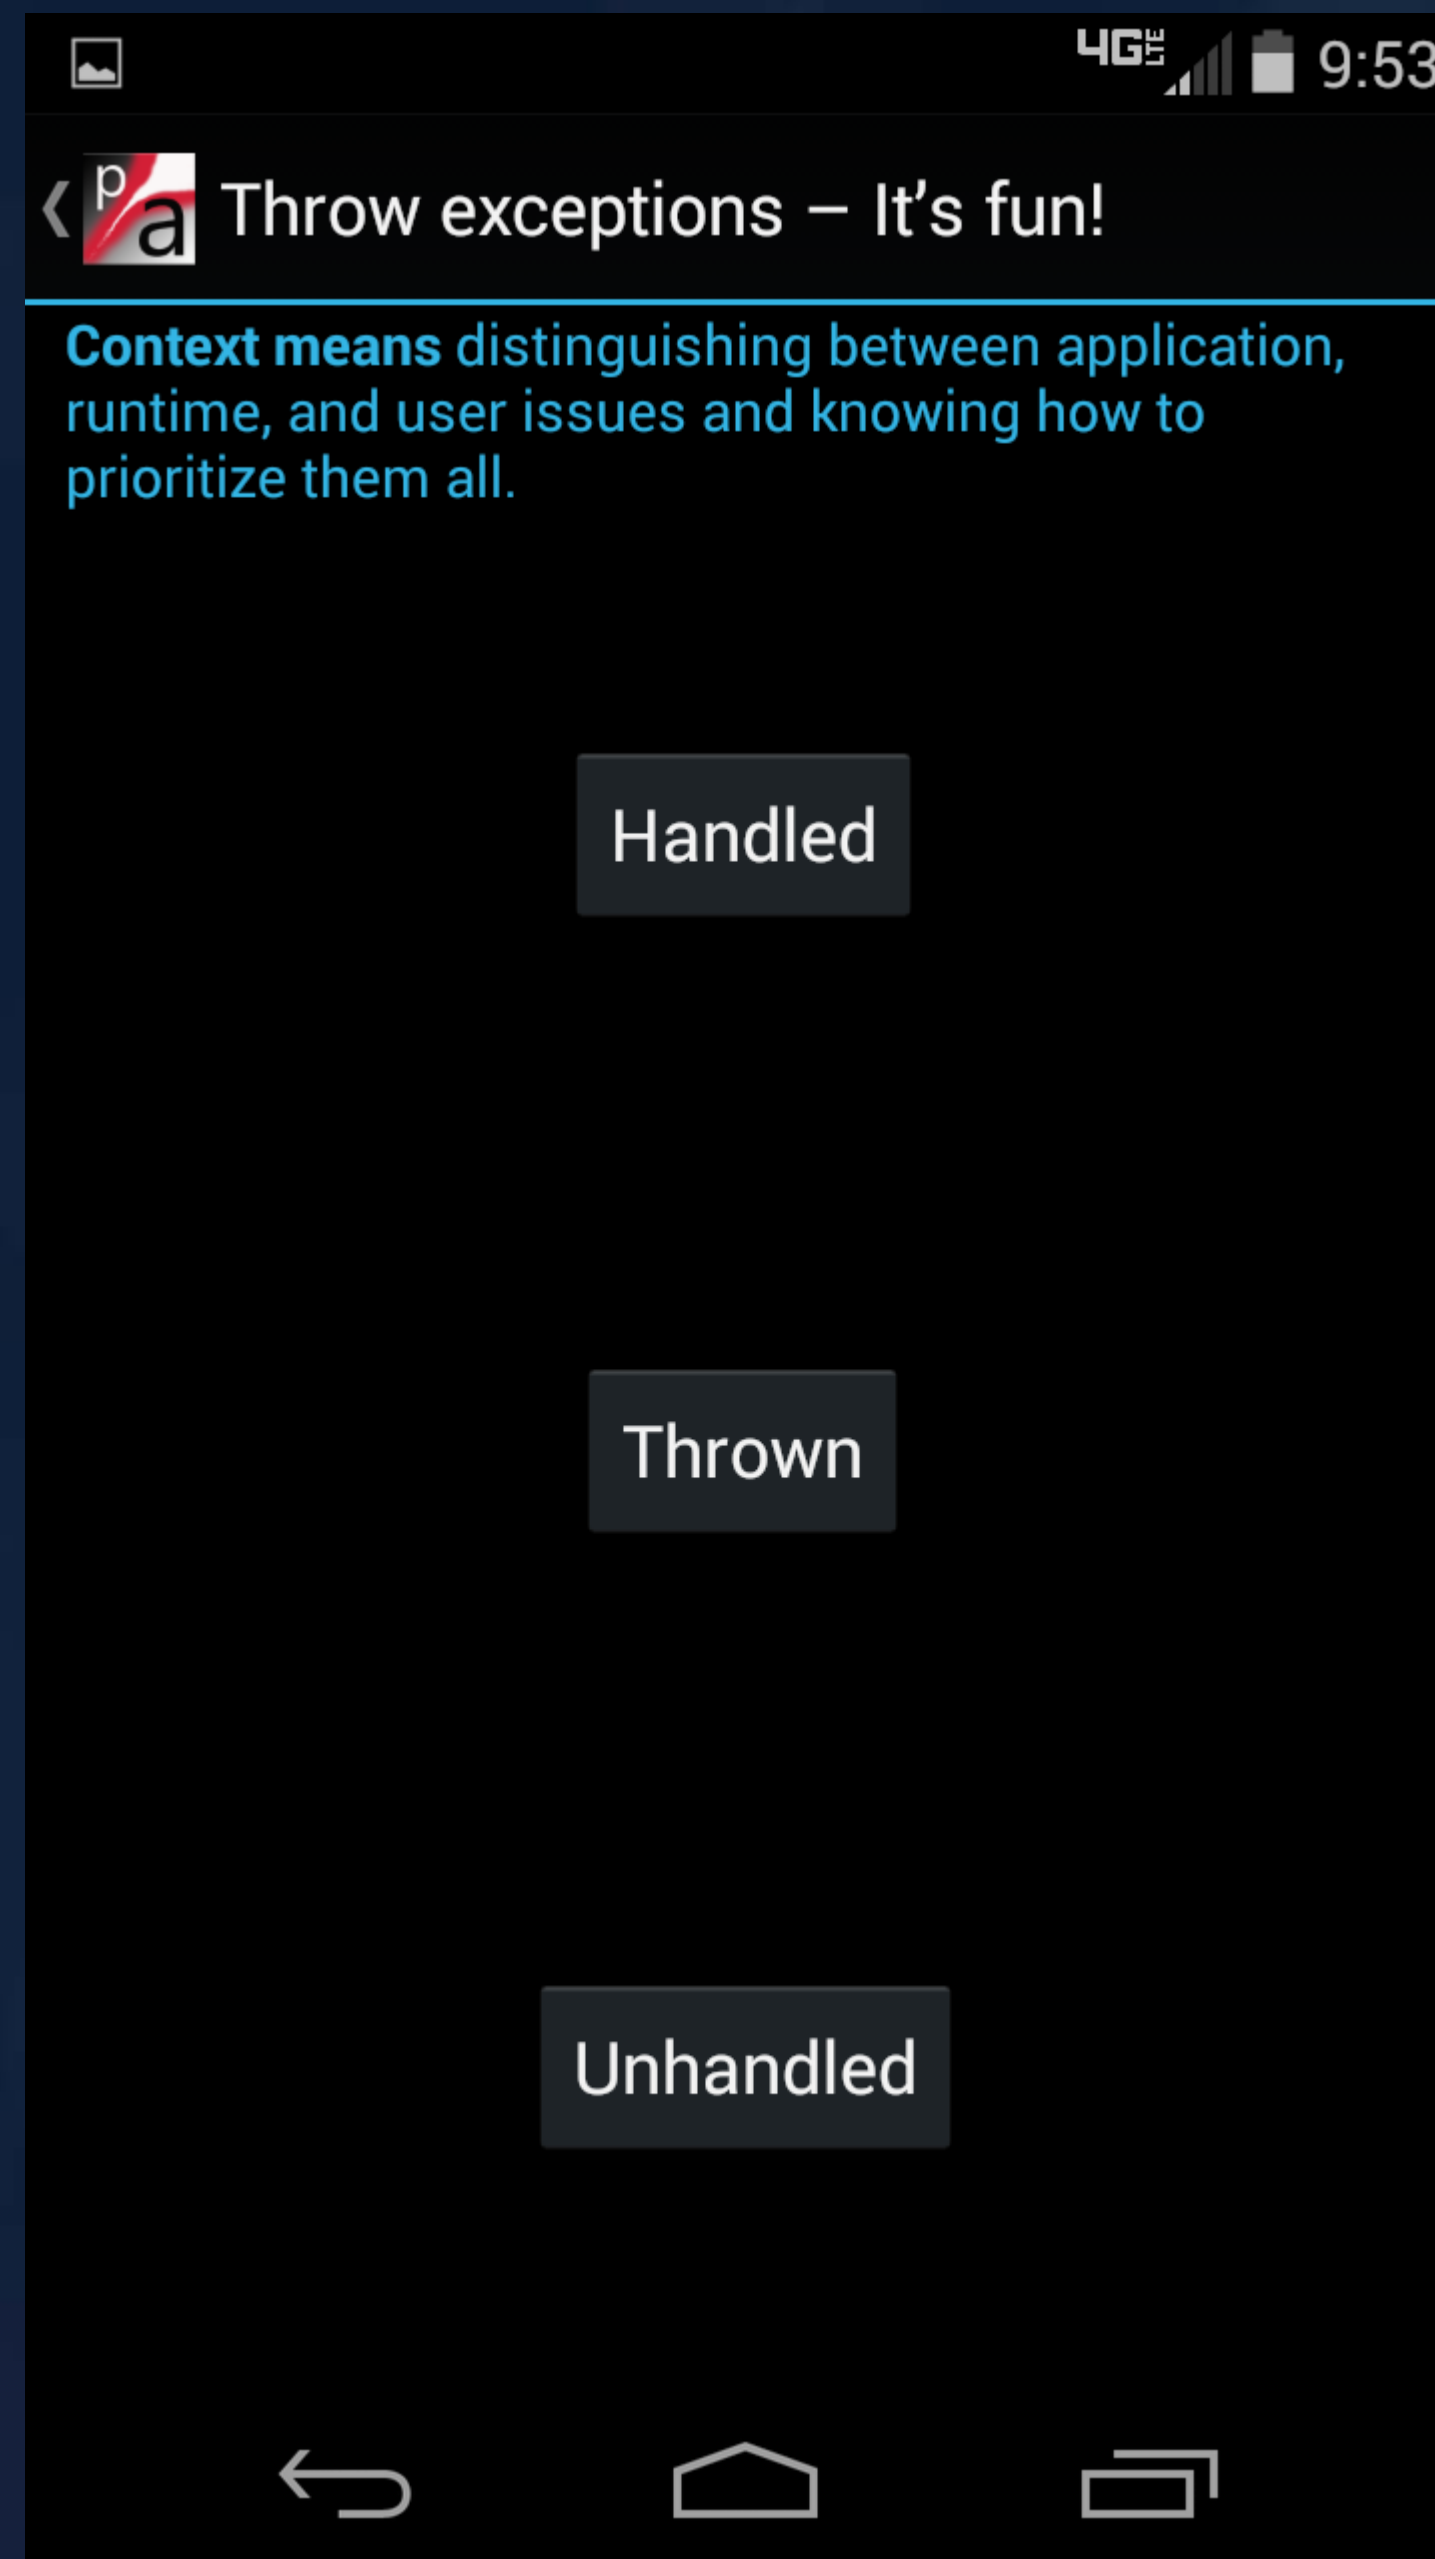 4G LTE 9:53
pa Throw exceptions – It’s fun!
Context means distinguishing between application,
runtime, and user issues and knowing how to
prioritize them all.
Handled
Thrown
Unhandled